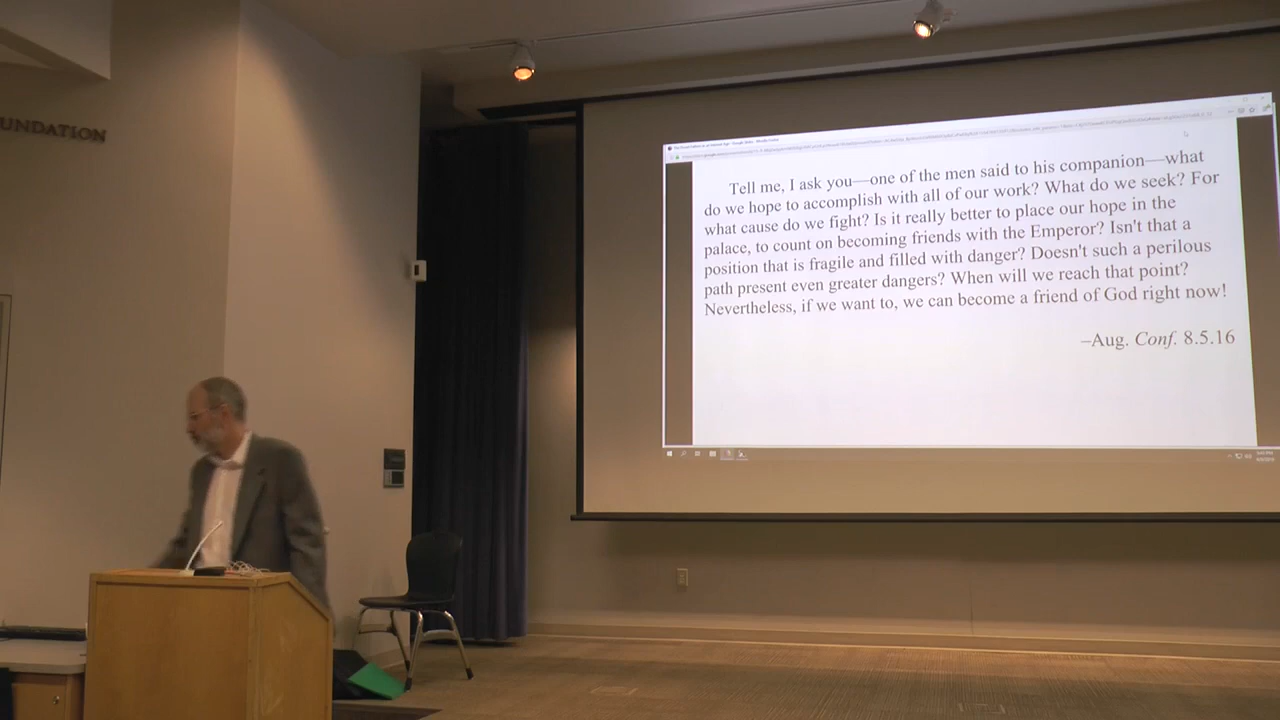 UNDATION
Tell me, I ask you—one of the men said to his companion—what
do we hope to accomplish with all of our work? What do we seek? For
what cause do we fight? Is it really better to place our hope in the
palace, to count on becoming friends with the Emperor? Isn't that a
position that is fragile and filled with danger? Doesn't such a perilous
path present even greater dangers? When will we reach that point?
Nevertheless, if we want to, we can become a friend of God right now!
–Aug. Conf. 8.5.16